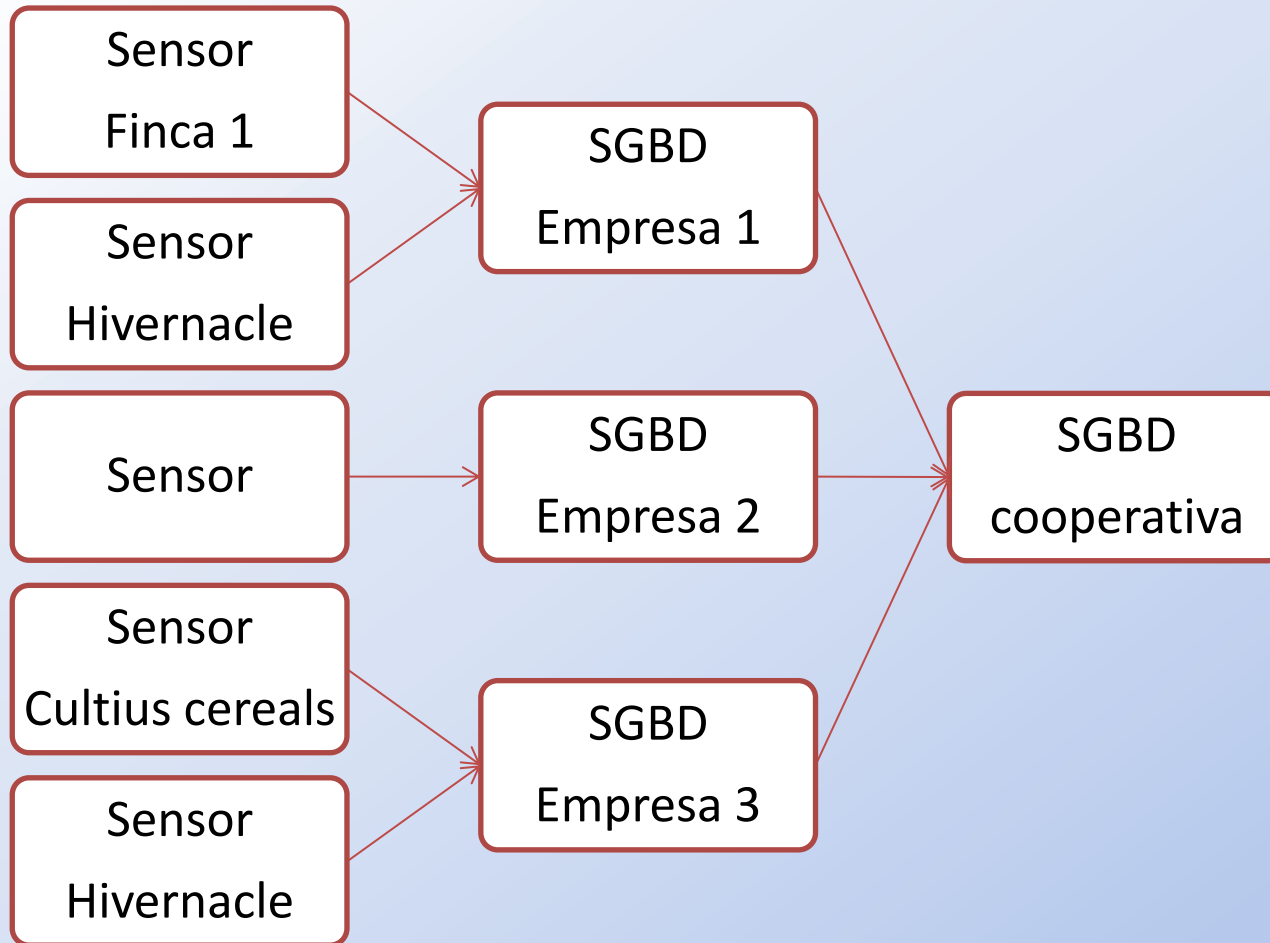 Sensor
Finca 1
Sensor
Hivernacle
Sensor
Sensor
Cultius cereals
Sensor
Hivernacle
SGBD
Empresa 1
SGBD
Empresa 2
SGBD
Empresa 3
SGBD
cooperativa